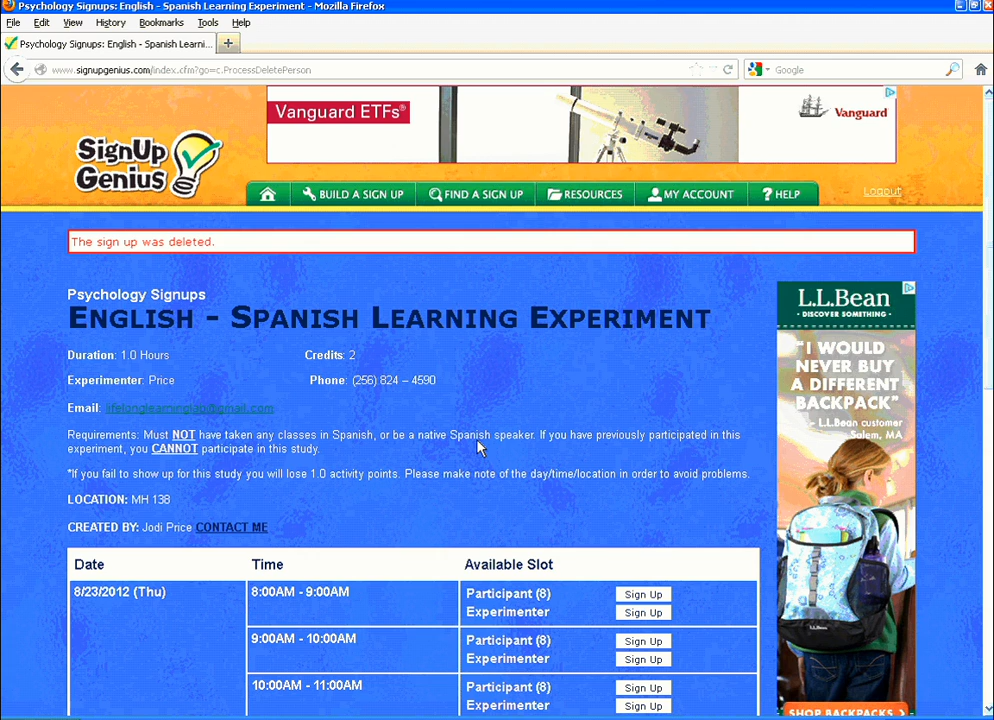 Psychology Signups: English - Spanish Learning Experiment - Mozilla Firefox
File Edit View History Bookmarks Tools Help
Psychology Signups: English - Spanish Learni...
www.signupgenius.com/index.cfm?go=c.ProcessDeletePerson
Google
Vanguard ETFs®
Vanguard
SignUp
Genius
BUILD A SIGN UP
FIND A SIGN UP
RESOURCES
MY ACCOUNT
? HELP
Logout
The sign up was deleted.
Psychology Signups
ENGLISH - SPANISH LEARNING EXPERIMENT
Duration: 1.0 Hours Credits: 2
Experimenter: Price Phone: (256) 824 – 4590
Email: lifelonglearninglab@gmail.com
Requirements: Must NOT have taken any classes in Spanish, or be a native Spanish speaker. If you have previously participated in this
experiment, you CANNOT participate in this study.
*If you fail to show up for this study you will lose 1.0 activity points. Please make note of the day/time/location in order to avoid problems.
LOCATION: MH 138
CREATED BY: Jodi Price CONTACT ME
Date Time Available Slot
8/23/2012 (Thu) 8:00AM - 9:00AM Participant (8) Sign Up
Experimenter Sign Up
9:00AM - 10:00AM Participant (8) Sign Up
Experimenter Sign Up
10:00AM - 11:00AM Participant (8) Sign Up
Experimenter Sign Up
L.L.Bean
· DISCOVER SOMETHING ·
"I WOULD
NEVER BUY
A DIFFERENT
BACKPACK"
– L.L.Bean customer
Salem, MA
L.L.Bean
SHOP BACKPACKS